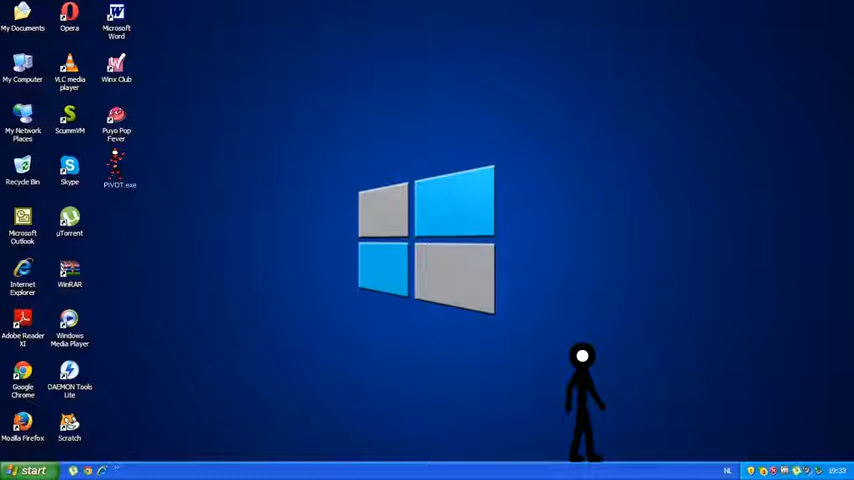 My Documents
Opera
Microsoft
Word
My Computer
VLC media
player
Winx Club
My Network
Places
ScummVM
Puyo Pop
Fever
Recycle Bin
Skype
PIVOT.exe
Microsoft
Outlook
µTorrent
Internet
Explorer
WinRAR
Adobe Reader
XI
Windows
Media Player
Google
Chrome
DAEMON Tools
Lite
Mozilla Firefox
Scratch
start
NL
19:33